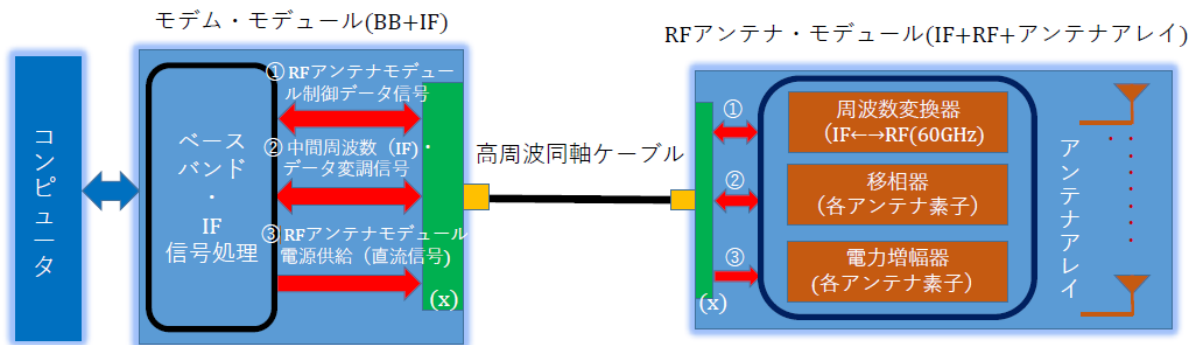 モデム・モジュール(BB+IF)
RFアンテナ・モジュール(IF+RF+アンテナアレイ)
コンピュータ
ベース
バンド
・
IF
信号処理
①RFアンテナモデュー
ル制御データ信号
②中間周波数（IF)・
データ変調信号
③RFアンテナモデュール
電源供給（直流信号)
(x)
高周波同軸ケーブル
①
②
③
(x)
周波数変換器
(IF←→RF(60GHz)
移相器
(各アンテナ素子）
電力増幅器
(各アンテナ素子）
アンテナアレイ